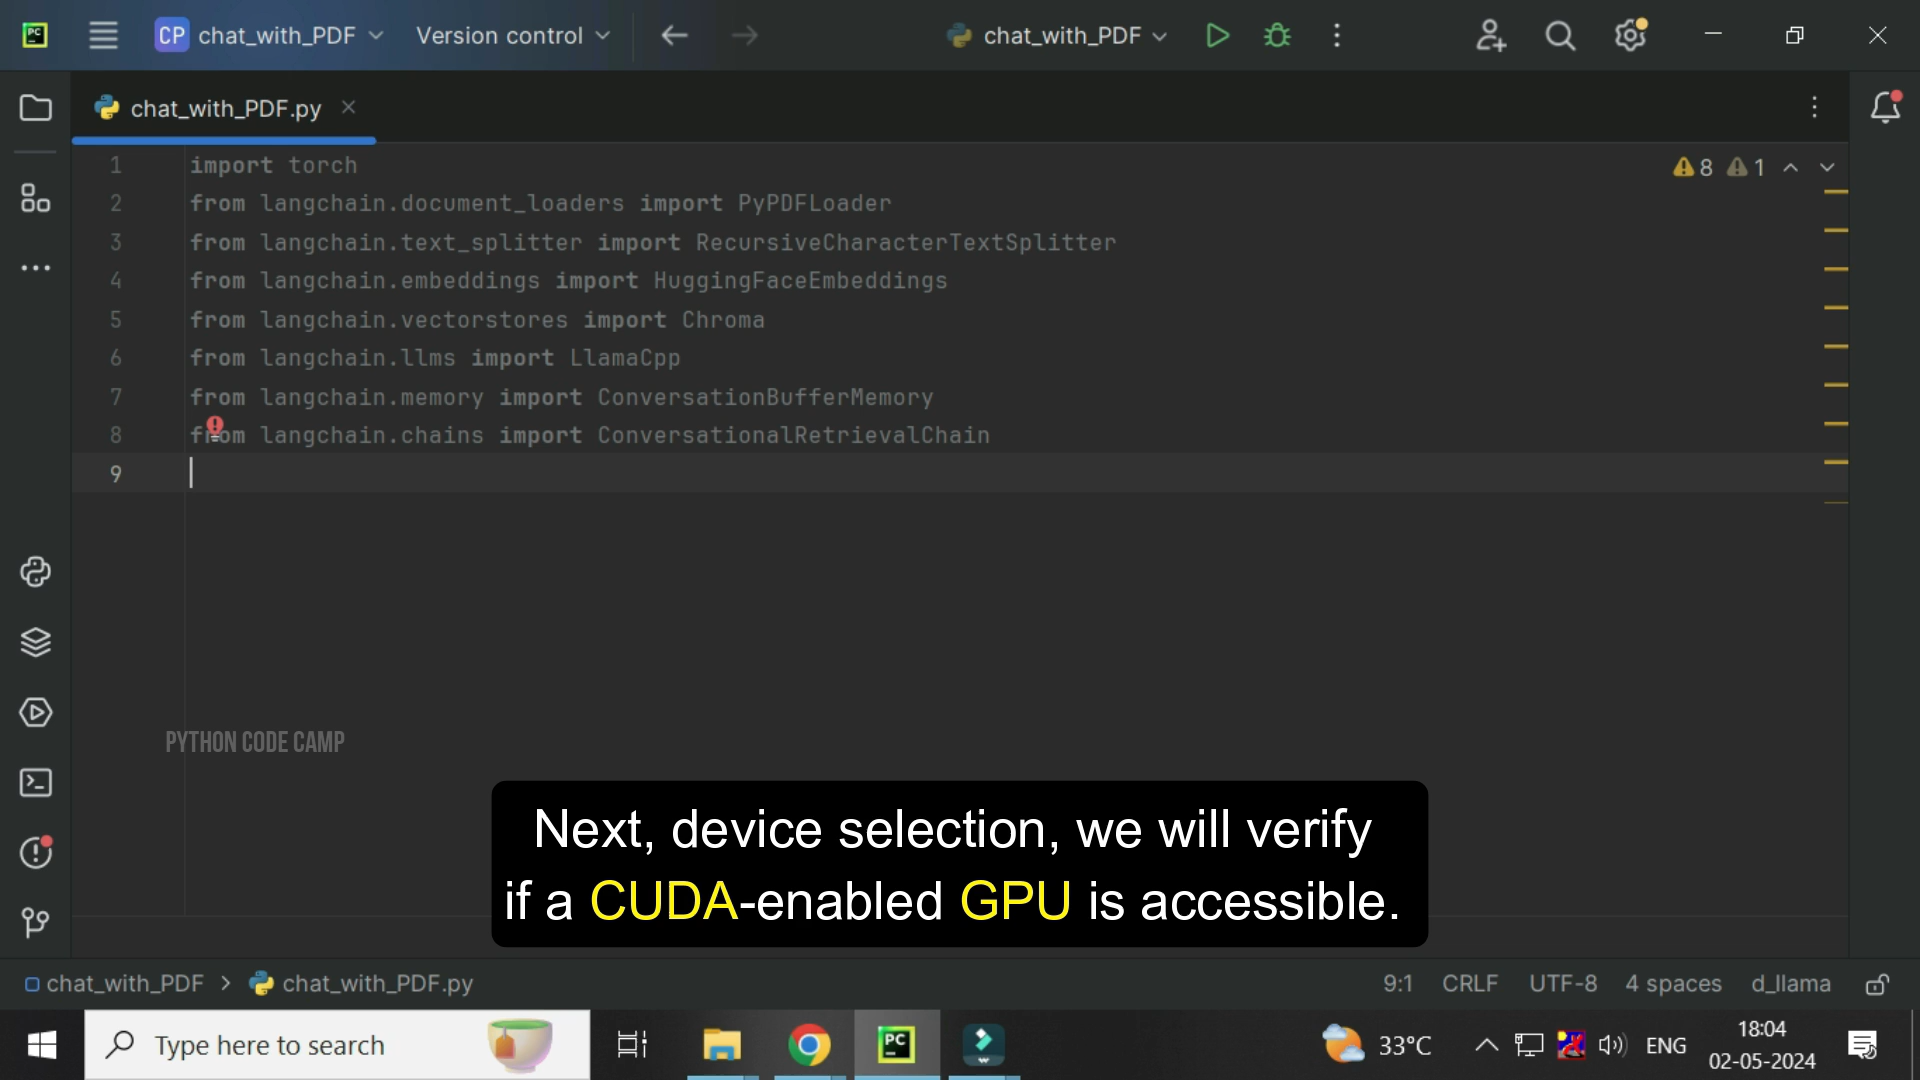 PC
CP chat_with_PDF Version control
chat_with_PDF
chat_with_PDF.py
8 1
1 import torch
2 from langchain.document_loaders import PyPDFLoader
3 from langchain.text_splitter import RecursiveCharacterTextSplitter
4 from langchain.embeddings import HuggingFaceEmbeddings
5 from langchain.vectorstores import Chroma
6 from langchain.llms import LlamaCpp
7 from langchain.memory import ConversationBufferMemory
8 from langchain.chains import ConversationalRetrievalChain
9
PYTHON CODE CAMP
Next, device selection, we will verify
if a CUDA-enabled GPU is accessible.
chat_with_PDF > chat_with_PDF.py
9:1 CRLF UTF-8 4 spaces d_llama
Type here to search
PC
33°C
ENG
18:04
02-05-2024